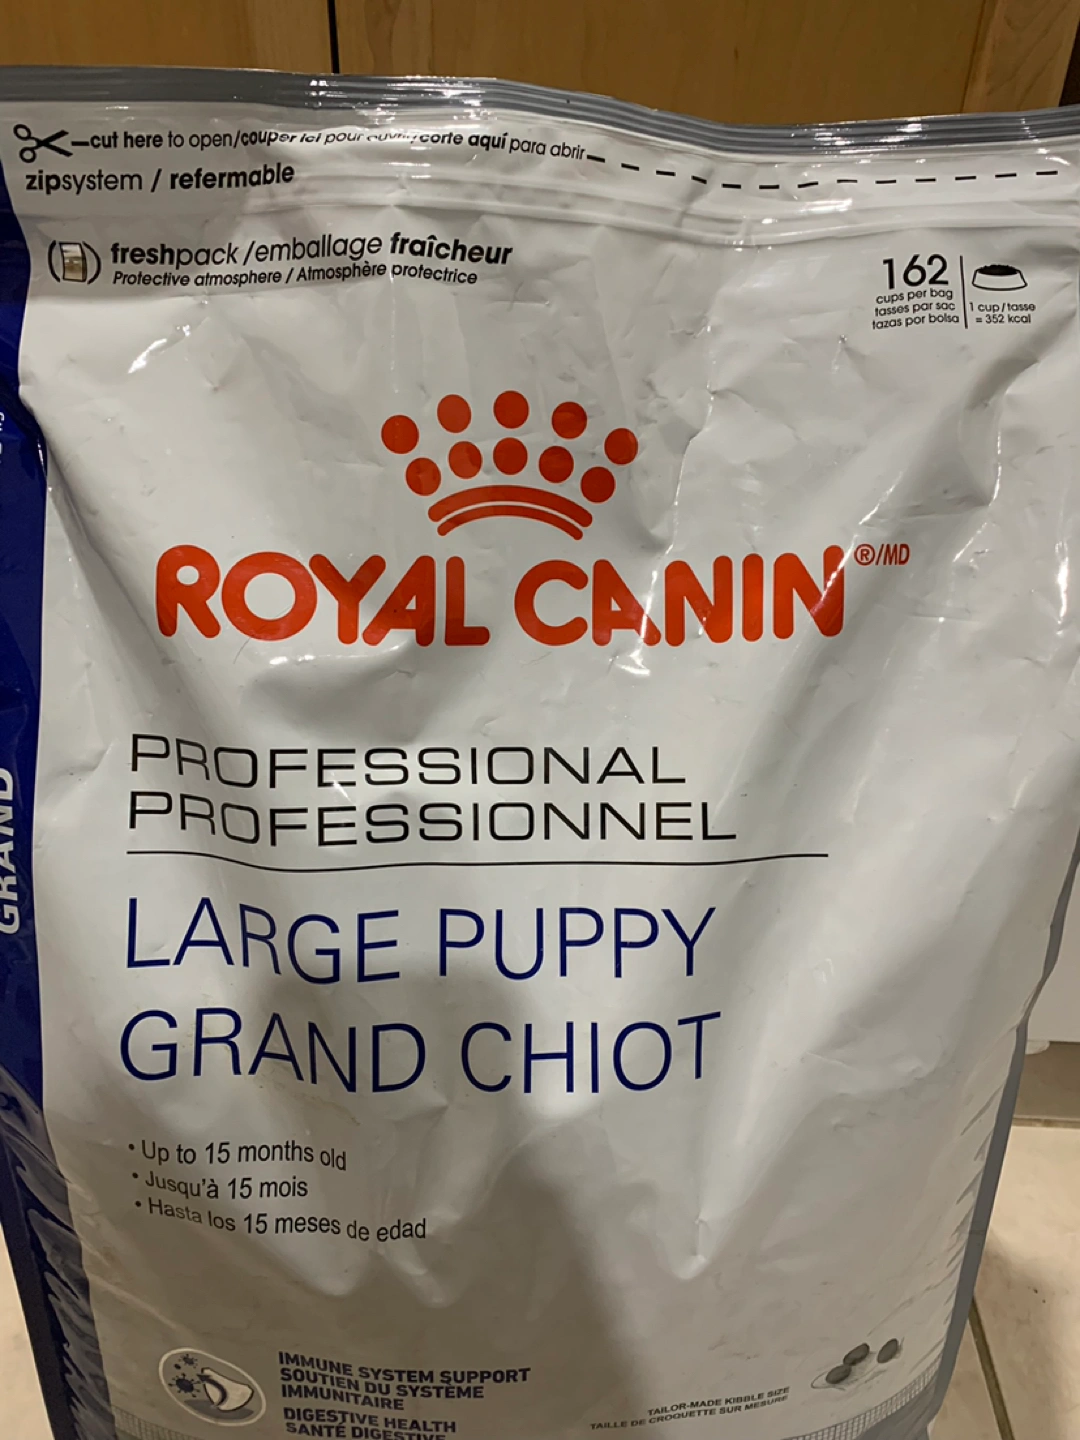 cut here to open/couper ici pour ouvrir/corte aquí para abrir
zipsystem / refermable
freshpack /emballage fraîcheur
Protective atmosphere / Atmosphère protectrice
162
cups per bag
tasses par sac
tazas por bolsa
1 cup/tasse
= 352 kcal
ROYAL CANIN®/MD
PROFESSIONAL
PROFESSIONNEL
LARGE PUPPY
GRAND CHIOT
• Up to 15 months old
• Jusqu'à 15 mois
• Hasta los 15 meses de edad
IMMUNE SYSTEM SUPPORT
SOUTIEN DU SYSTÈME
IMMUNITAIRE
DIGESTIVE HEALTH
SANTÉ DIGESTIVE
TAILOR-MADE KIBBLE SIZE
TAILLE DE CROQUETTE SUR MESURE
GRAND